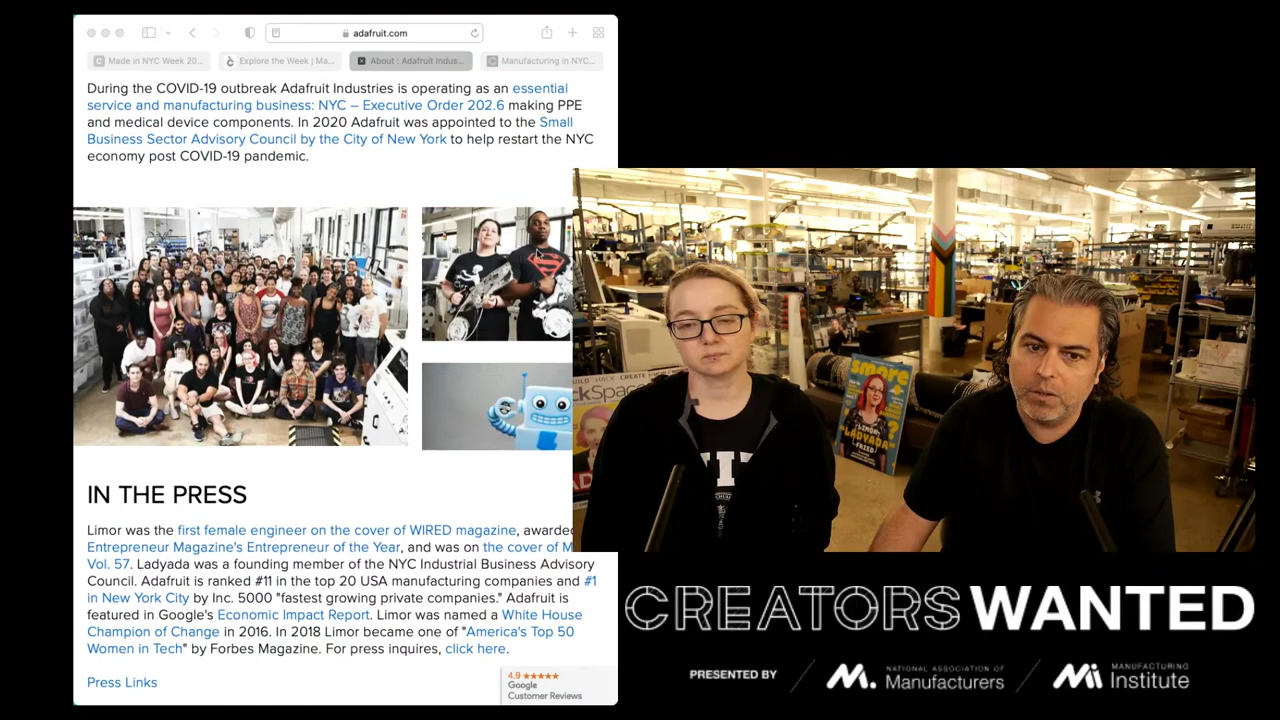 adafruit.com
Made in NYC Week 20...
Explore the Week | Ma...
About : Adafruit Indus...
Manufacturing in NYC...
During the COVID-19 outbreak Adafruit Industries is operating as an essential
service and manufacturing business: NYC – Executive Order 202.6 making PPE
and medical device components. In 2020 Adafruit was appointed to the Small
Business Sector Advisory Council by the City of New York to help restart the NYC
economy post COVID-19 pandemic.
IN THE PRESS
Limor was the first female engineer on the cover of WIRED magazine, awarded
Entrepreneur Magazine's Entrepreneur of the Year, and was on the cover of M
Vol. 57. Ladyada was a founding member of the NYC Industrial Business Advisory
Council. Adafruit is ranked #11 in the top 20 USA manufacturing companies and #1
in New York City by Inc. 5000 "fastest growing private companies." Adafruit is
featured in Google's Economic Impact Report. Limor was named a White House
Champion of Change in 2016. In 2018 Limor became one of "America's Top 50
Women in Tech" by Forbes Magazine. For press inquires, click here.
Press Links
4.9 ★★★★★
Google
Customer Reviews
BUILD HACK CREATE
ckSpac
smore
LIMOR
"LADYADA"
FRIED
CREATORS WANTED
PRESENTED BY
NATIONAL ASSOCIATION OF
Manufacturers
MANUFACTURING
Institute